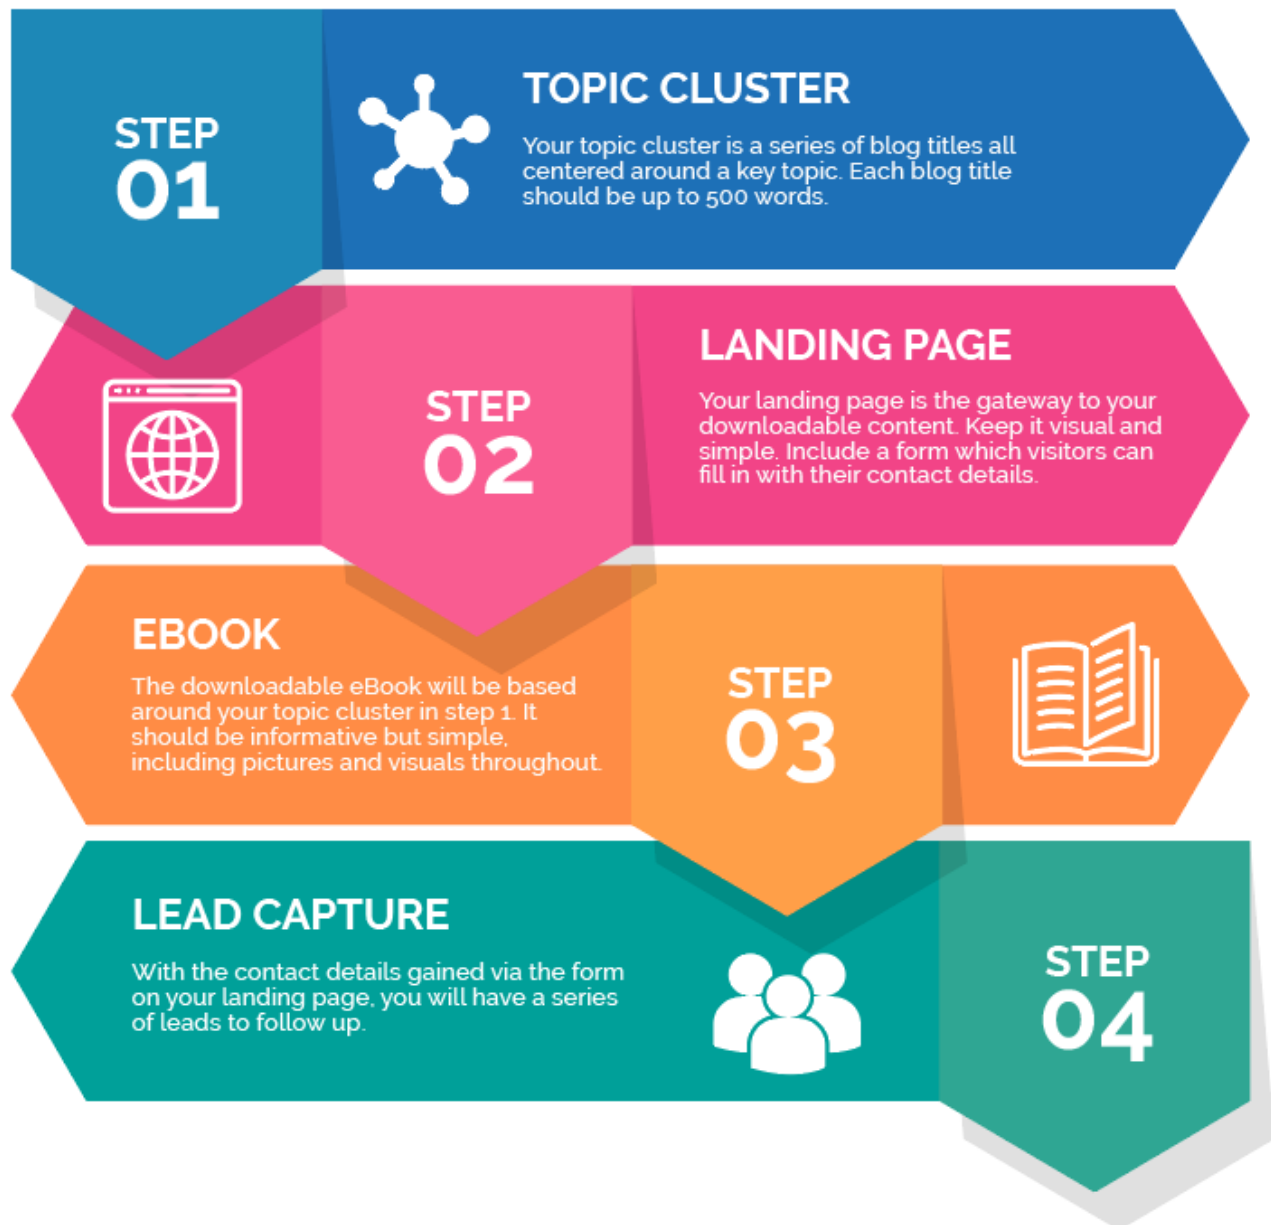 STEP
01
TOPIC CLUSTER
Your topic cluster is a series of blog titles all
centered around a key topic. Each blog title
should be up to 500 words.
STEP
02
LANDING PAGE
Your landing page is the gateway to your
downloadable content. Keep it visual and
simple. Include a form which visitors can
fill in with their contact details.
EBOOK
The downloadable eBook will be based
around your topic cluster in step 1. It
should be informative but simple,
including pictures and visuals throughout.
STEP
03
LEAD CAPTURE
With the contact details gained via the form
on your landing page, you will have a series
of leads to follow up.
STEP
04